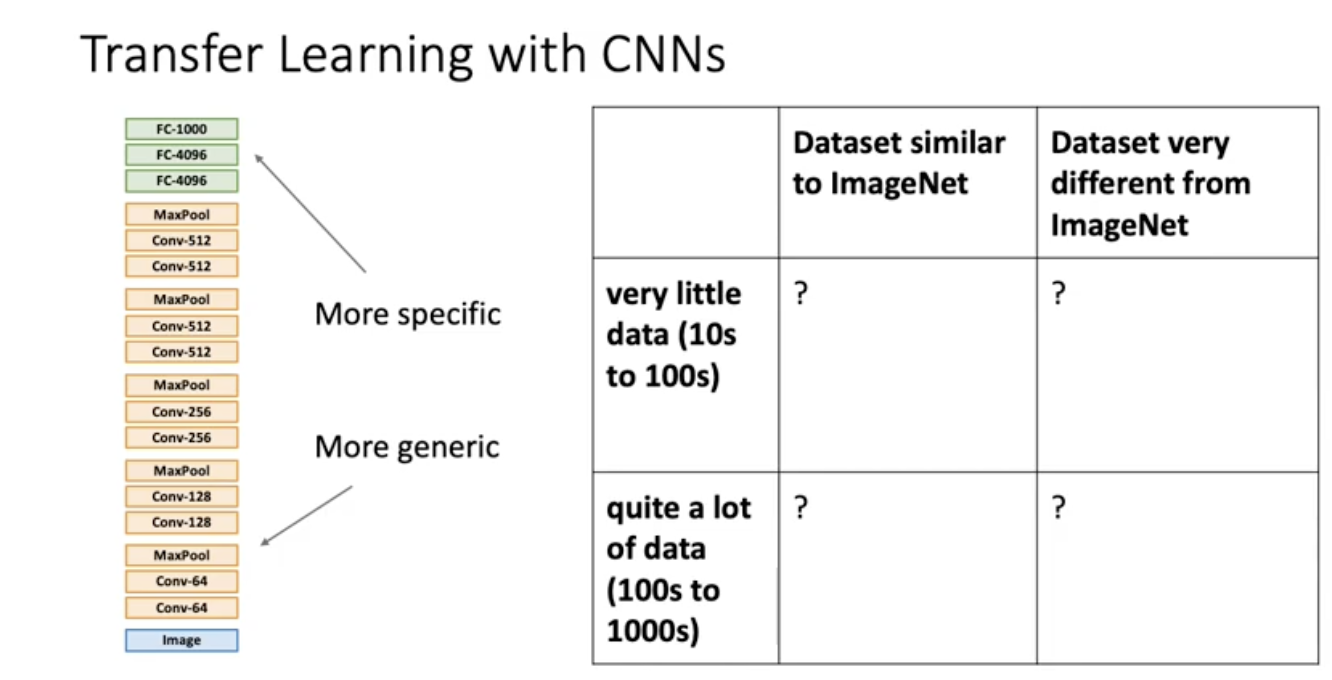 Transfer Learning with CNNs
FC-1000
FC-4096
FC-4096
MaxPool
Conv-512
Conv-512
MaxPool
Conv-512
Conv-512
MaxPool
Conv-256
Conv-256
MaxPool
Conv-128
Conv-128
MaxPool
Conv-64
Conv-64
Image
More specific
More generic
Dataset similar
to ImageNet
Dataset very
different from
ImageNet
very little
data (10s
to 100s)
?
?
quite a lot
of data
(100s to
1000s)
?
?